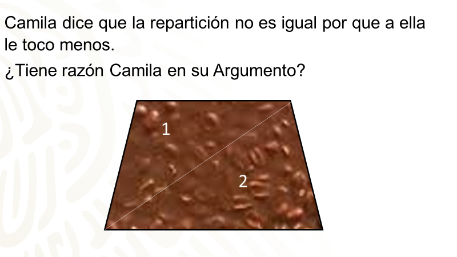 Camila dice que la repartición no es igual por que a ella
le toco menos.
¿Tiene razón Camila en su Argumento?
1
2